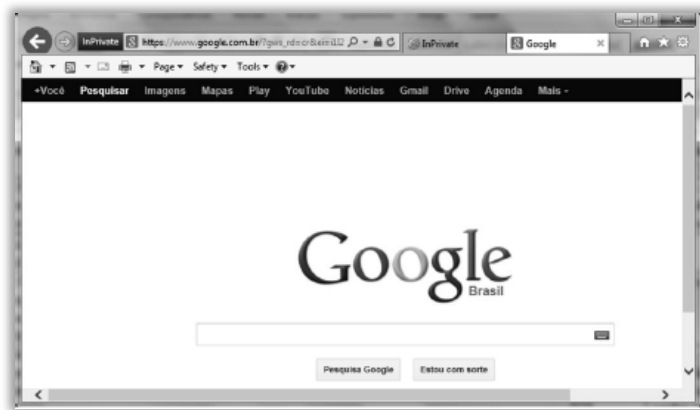 InPrivate https://www.google.com.br/? InPrivate Google
Page Safety Tools
+Você Pesquisar Imagens Mapas Play YouTube Notícias Gmail Drive Agenda Mais
Google
Brasil
Pesquisa Google Estou com sorte